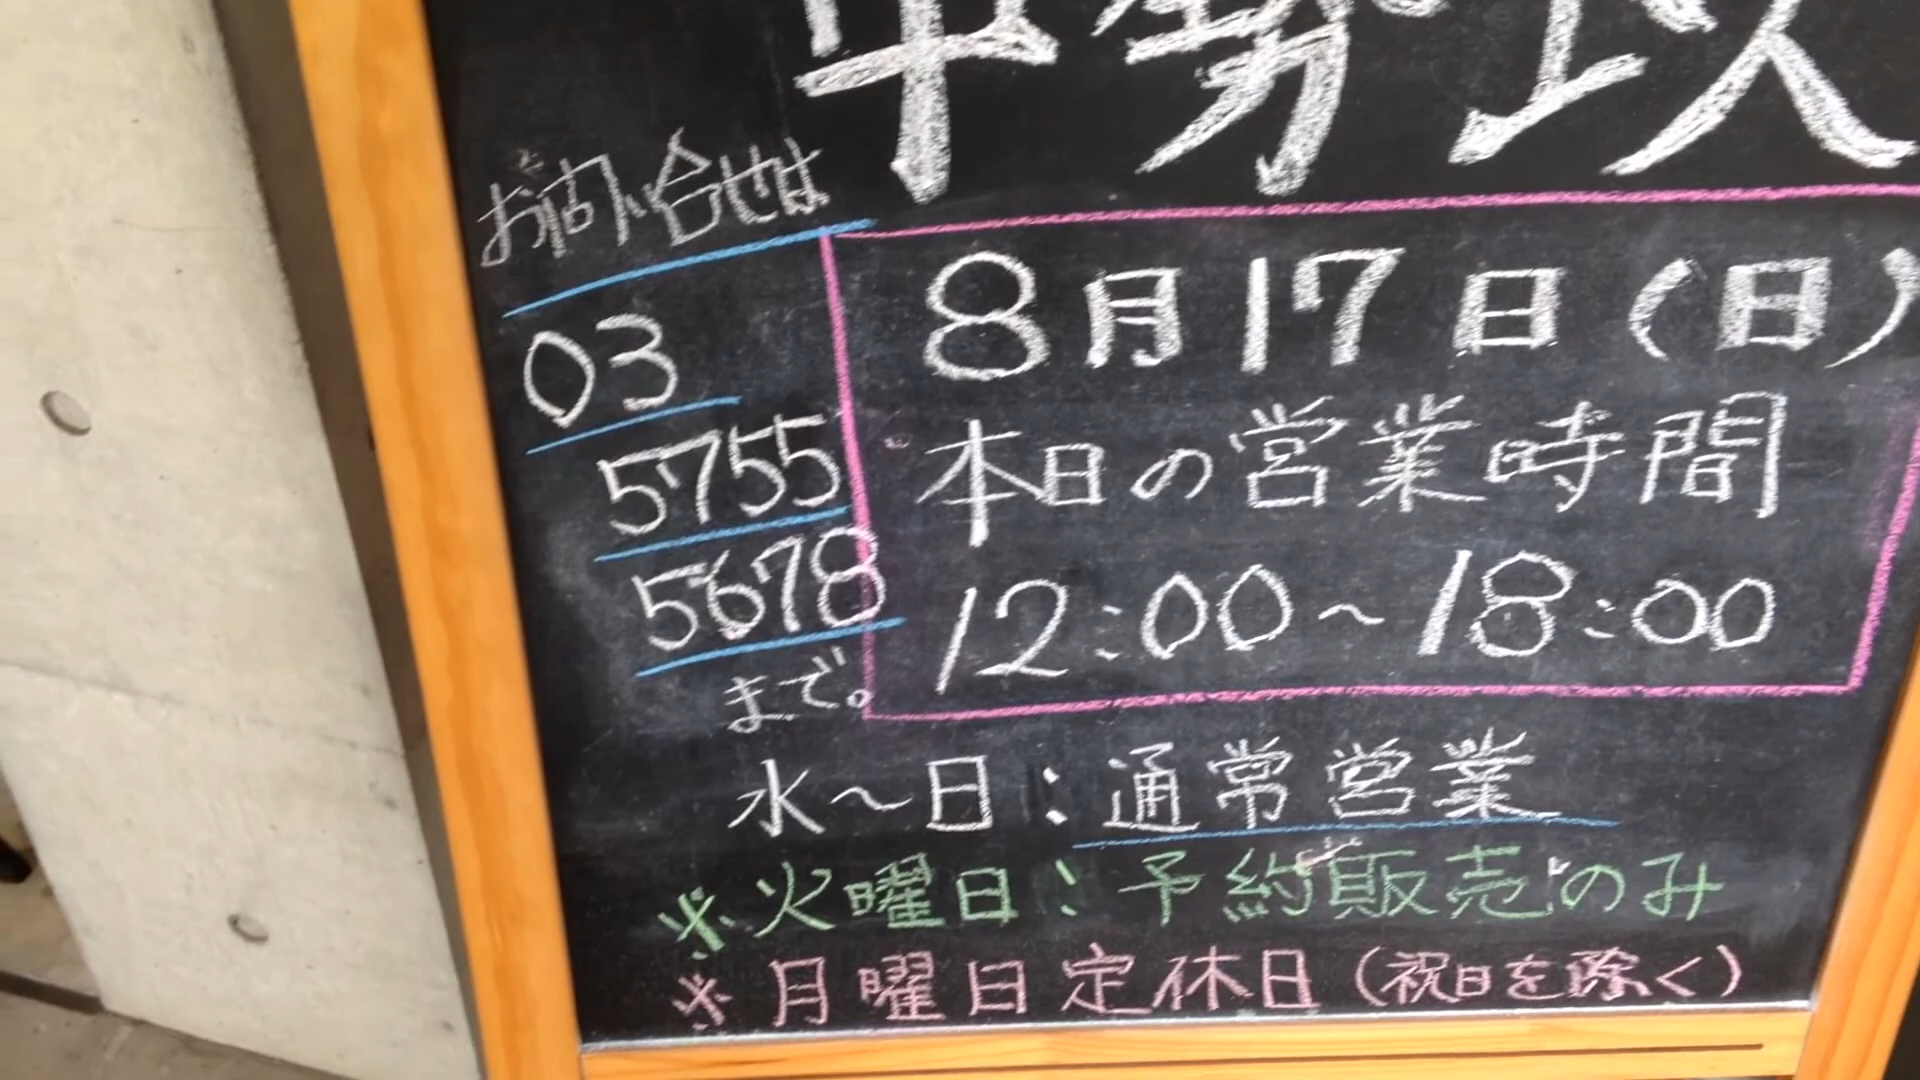 お問い合せは
03
5755
5678
まで。
8月17日(日)
本日の営業時間
12:00~18:00
水~日:通常営業
※火曜日:予約販売のみ
※月曜日定休日(祝日を除く)